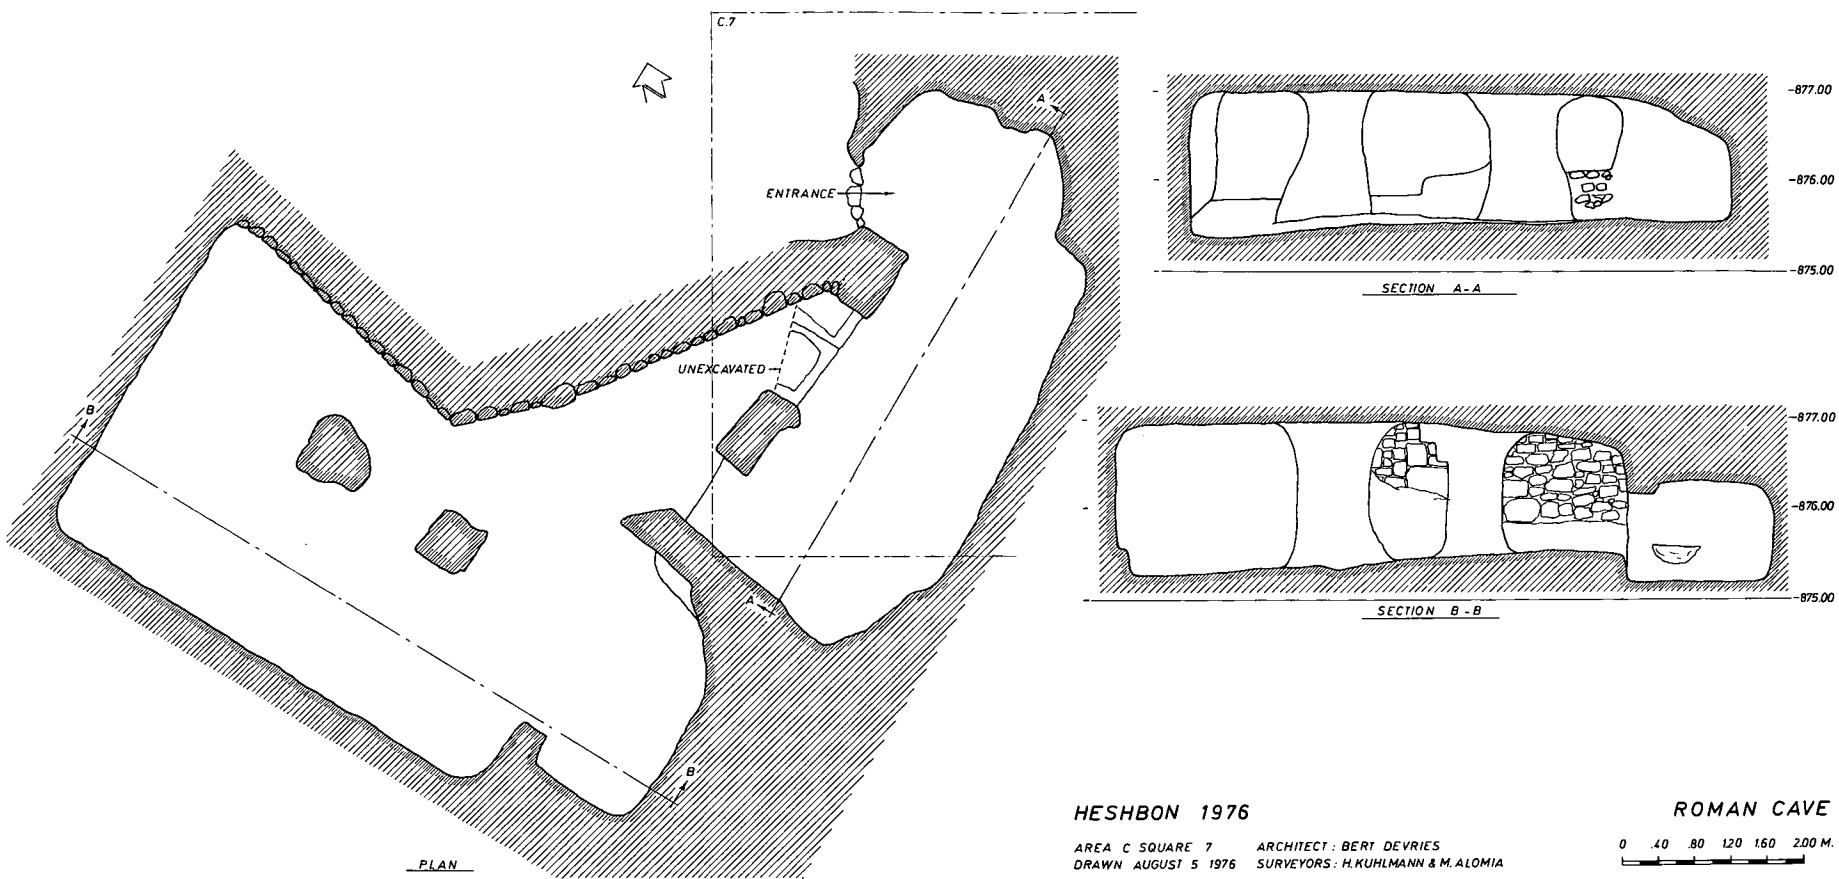 C.7
N
A
ENTRANCE
UNEXCAVATED
B
A
B
PLAN
-877.00
-876.00
-875.00
SECTION A-A
-877.00
-876.00
-875.00
SECTION B-B
HESHBON 1976
ROMAN CAVE
AREA C SQUARE 7 ARCHITECT: BERT DEVRIES
DRAWN AUGUST 5 1976 SURVEYORS: H.KUHLMANN & M.ALOMIA
0 .40 .80 1.20 1.60 2.00 M.